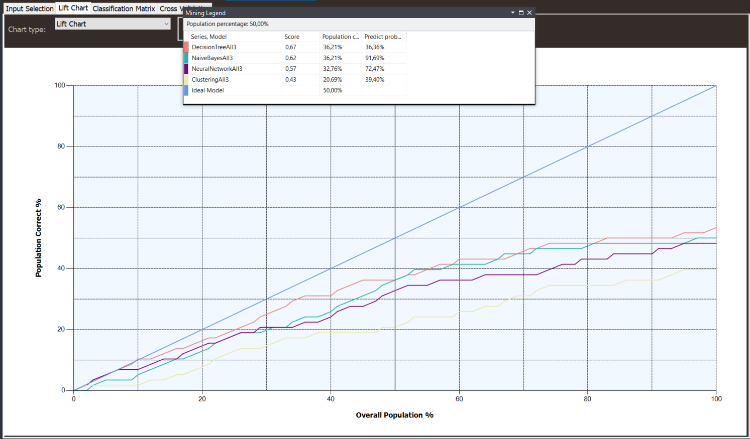 Input Selection Lift Chart Classification Matrix Cross
Mining Legend
Chart type: Lift Chart
Population percentage: 50,00%
Series, Model Score Population c... Predict prob...
DecisionTreeAll3 0,67 36,21% 36,36%
NaiveBayesAll3 0,62 36,21% 91,69%
NeuralNetworkAll3 0,57 32,76% 72,47%
ClusteringAll3 0,43 20,69% 39,40%
Ideal Model 50,00%
100
80
60
40
20
0
Population Correct %
0 20 40 60 80 100
Overall Population %